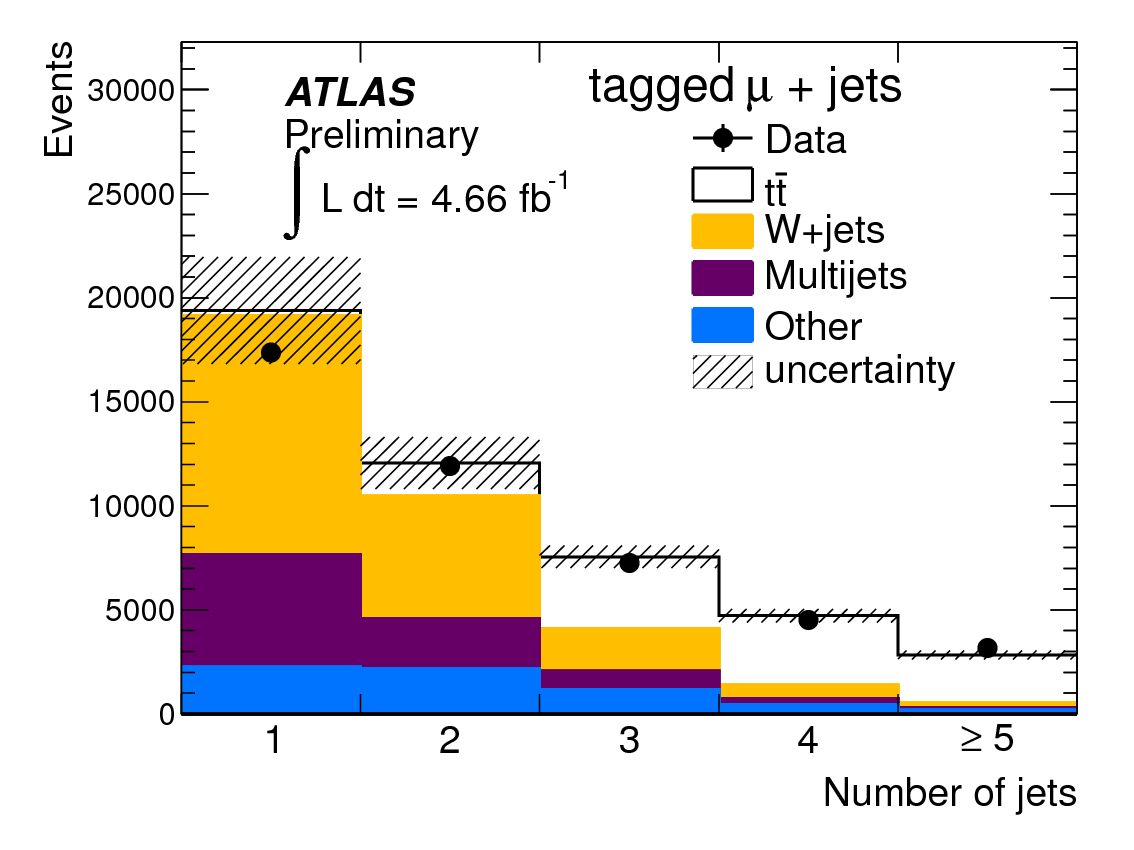 Events
30000
25000
20000
15000
10000
5000
0
ATLAS
Preliminary
∫ L dt = 4.66 fb⁻¹
tagged μ + jets
Data
tt̄
W+jets
Multijets
Other
uncertainty
1 2 3 4 ≥ 5
Number of jets